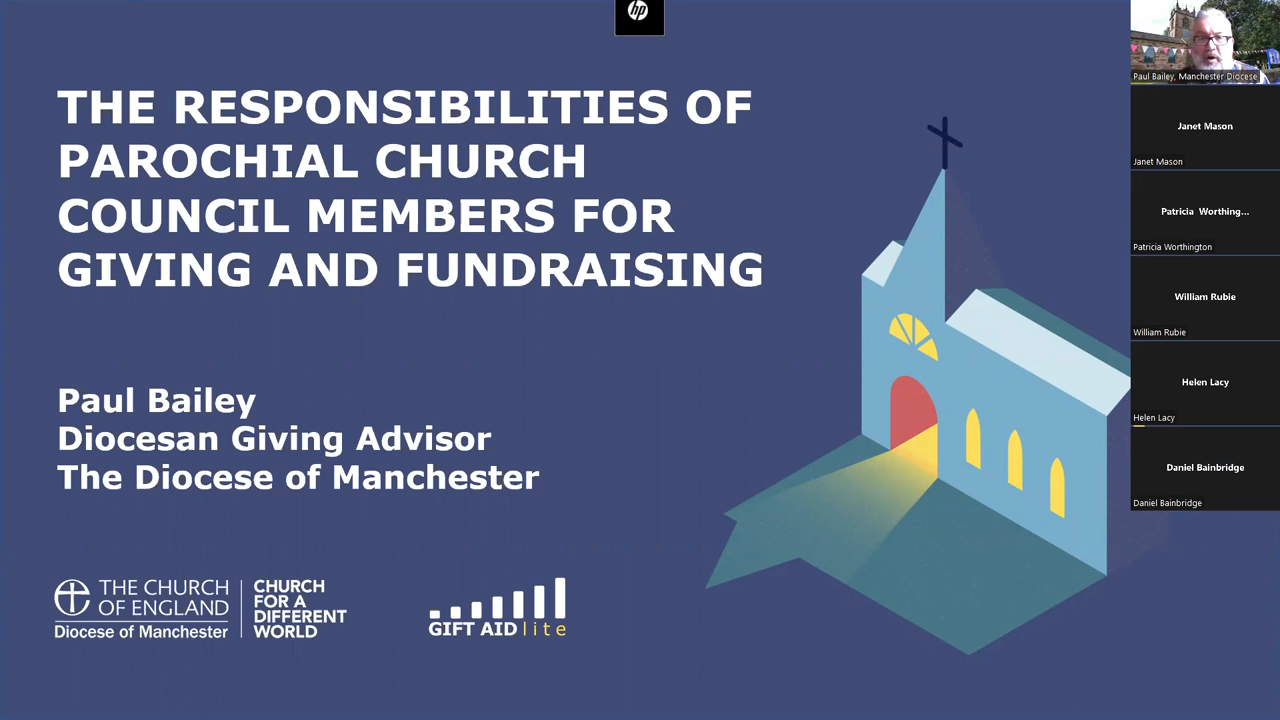 hp
THE RESPONSIBILITIES OF
PAROCHIAL CHURCH
COUNCIL MEMBERS FOR
GIVING AND FUNDRAISING
Paul Bailey
Diocesan Giving Advisor
The Diocese of Manchester
THE CHURCH
OF ENGLAND
Diocese of Manchester
CHURCH
FOR A
DIFFERENT
WORLD
GIFT AID lite
Paul Bailey, Manchester Diocese
Janet Mason
Janet Mason
Patricia Worthing...
Patricia Worthington
William Rubie
William Rubie
Helen Lacy
Helen Lacy
Daniel Bainbridge
Daniel Bainbridge